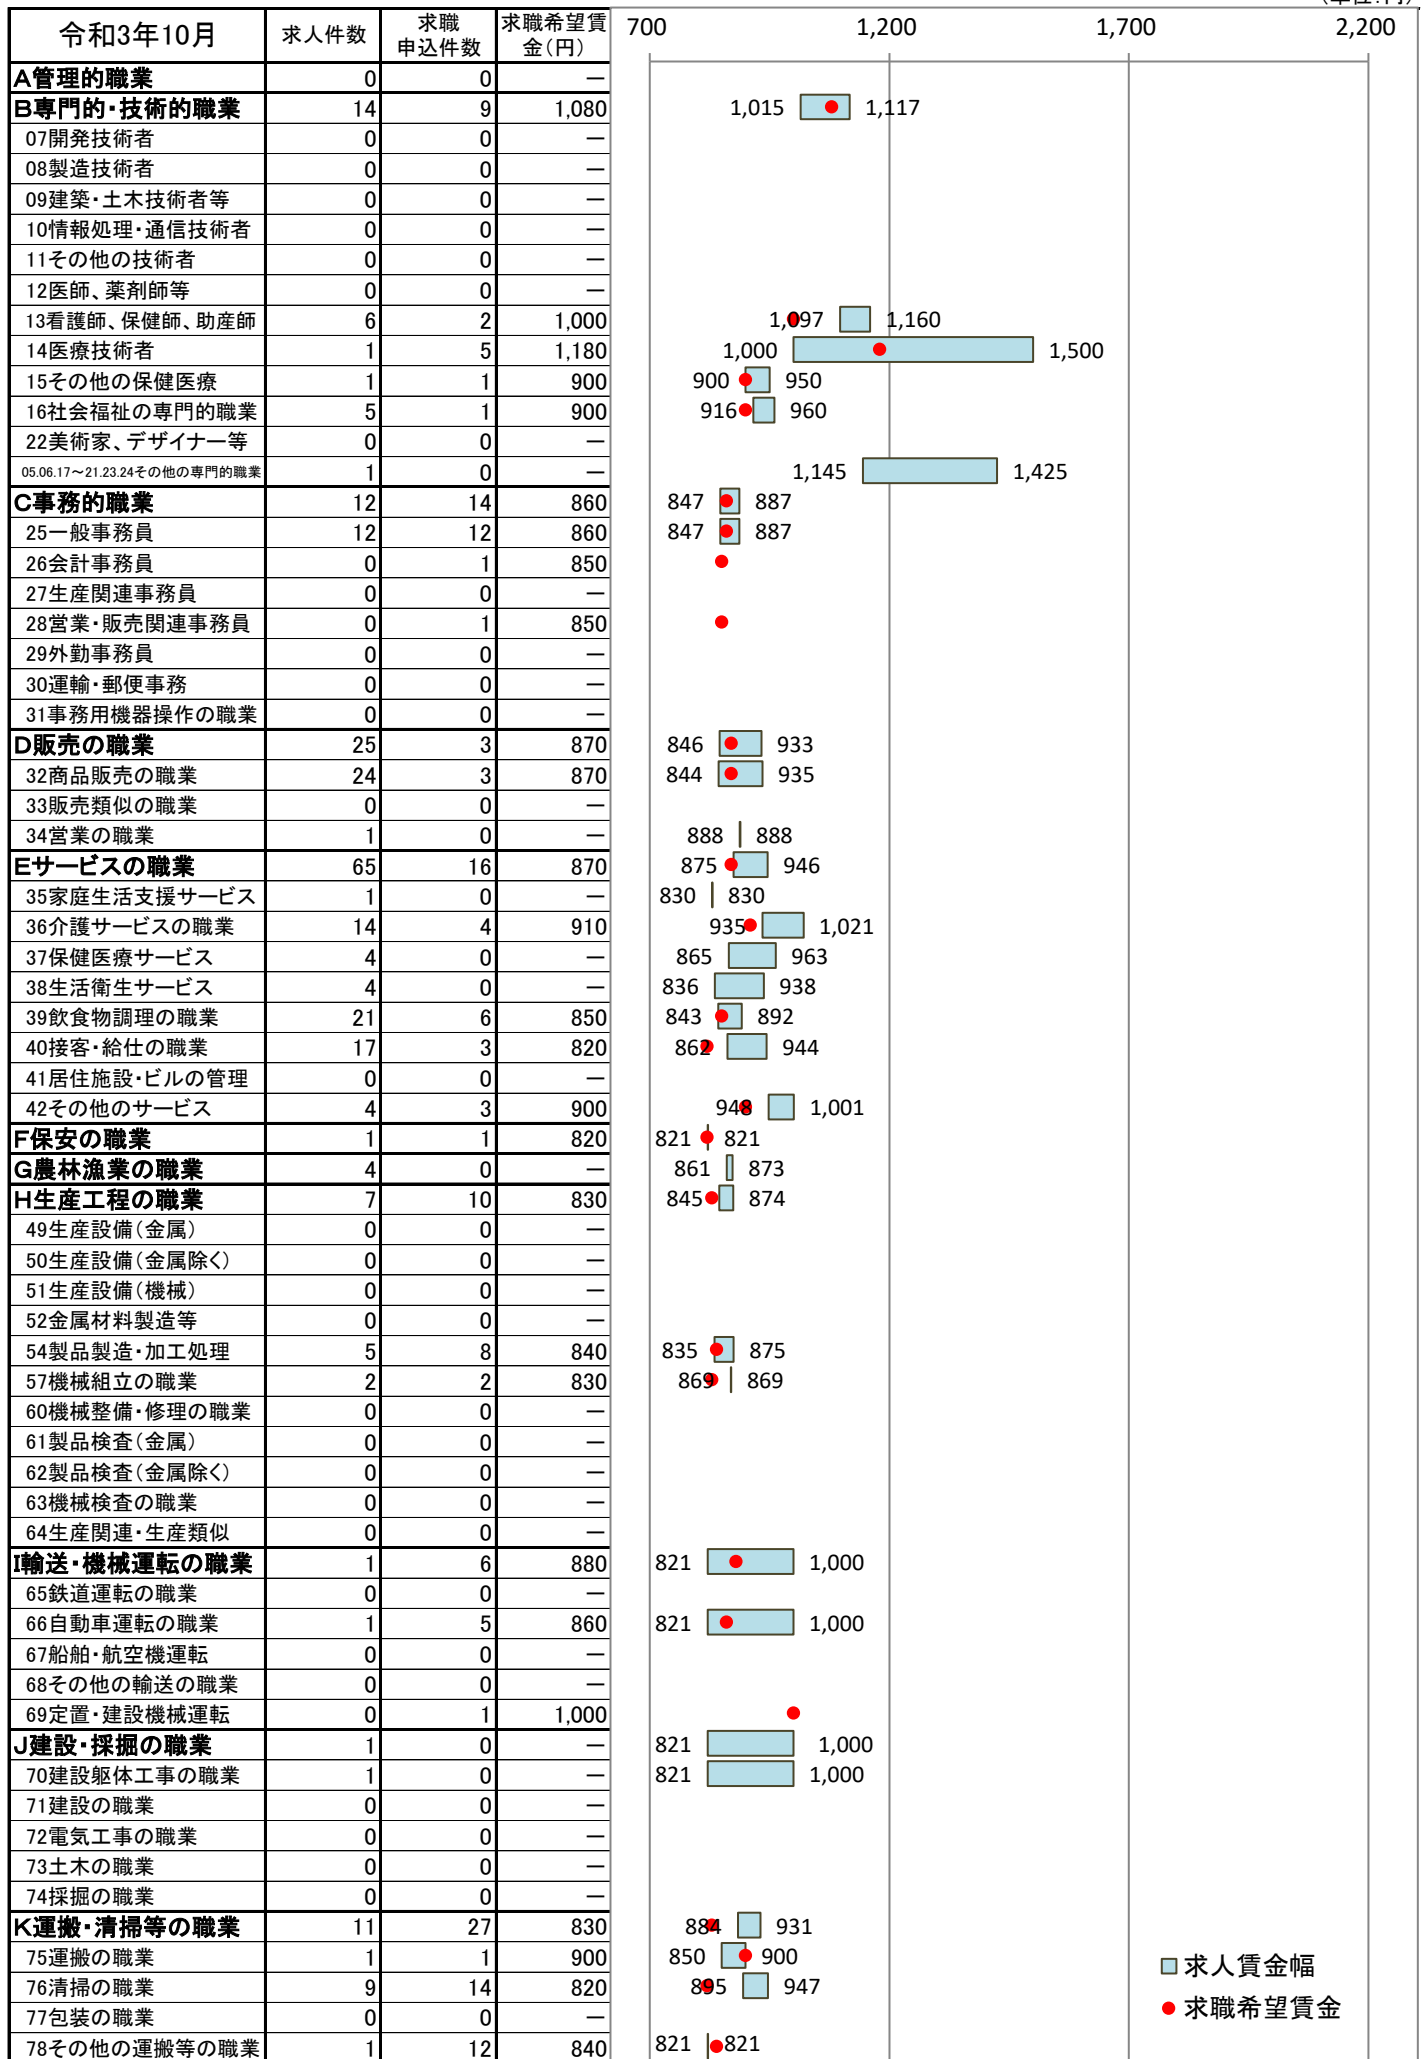 (単位:円)
令和3年10月 求人件数 求職申込件数 求職希望賃金(円) 700 1,200 1,700 2,200
A管理的職業 0 0 ―
B専門的・技術的職業 14 9 1,080 1,015 1,117
07開発技術者 0 0 ―
08製造技術者 0 0 ―
09建築・土木技術者等 0 0 ―
10情報処理・通信技術者 0 0 ―
11その他の技術者 0 0 ―
12医師、薬剤師等 0 0 ―
13看護師、保健師、助産師 6 2 1,000 1,097 1,160
14医療技術者 1 5 1,180 1,000 1,500
15その他の保健医療 1 1 900 900 950
16社会福祉の専門的職業 5 1 900 916 960
22美術家、デザイナー等 0 0 ―
05.06.17~21.23.24その他の専門的職業 1 0 ― 1,145 1,425
C事務的職業 12 14 860 847 887
25一般事務員 12 12 860 847 887
26会計事務員 0 1 850
27生産関連事務員 0 0 ―
28営業・販売関連事務員 0 1 850
29外勤事務員 0 0 ―
30運輸・郵便事務 0 0 ―
31事務用機器操作の職業 0 0 ―
D販売の職業 25 3 870 846 933
32商品販売の職業 24 3 870 844 935
33販売類似の職業 0 0 ―
34営業の職業 1 0 ― 888 888
Eサービスの職業 65 16 870 875 946
35家庭生活支援サービス 1 0 ― 830 830
36介護サービスの職業 14 4 910 935 1,021
37保健医療サービス 4 0 ― 865 963
38生活衛生サービス 4 0 ― 836 938
39飲食物調理の職業 21 6 850 843 892
40接客・給仕の職業 17 3 820 862 944
41居住施設・ビルの管理 0 0 ―
42その他のサービス 4 3 900 948 1,001
F保安の職業 1 1 820 821 821
G農林漁業の職業 4 0 ― 861 873
H生産工程の職業 7 10 830 845 874
49生産設備(金属) 0 0 ―
50生産設備(金属除く) 0 0 ―
51生産設備(機械) 0 0 ―
52金属材料製造等 0 0 ―
54製品製造・加工処理 5 8 840 835 875
57機械組立の職業 2 2 830 869 869
60機械整備・修理の職業 0 0 ―
61製品検査(金属) 0 0 ―
62製品検査(金属除く) 0 0 ―
63機械検査の職業 0 0 ―
64生産関連・生産類似 0 0 ―
I輸送・機械運転の職業 1 6 880 821 1,000
65鉄道運転の職業 0 0 ―
66自動車運転の職業 1 5 860 821 1,000
67船舶・航空機運転 0 0 ―
68その他の輸送の職業 0 0 ―
69定置・建設機械運転 0 1 1,000
J建設・採掘の職業 1 0 ― 821 1,000
70建設躯体工事の職業 1 0 ― 821 1,000
71建設の職業 0 0 ―
72電気工事の職業 0 0 ―
73土木の職業 0 0 ―
74採掘の職業 0 0 ―
K運搬・清掃等の職業 11 27 830 884 931
75運搬の職業 1 1 900 850 900
76清掃の職業 9 14 820 895 947
77包装の職業 0 0 ―
78その他の運搬等の職業 1 12 840 821 821
求人賃金幅
求職希望賃金